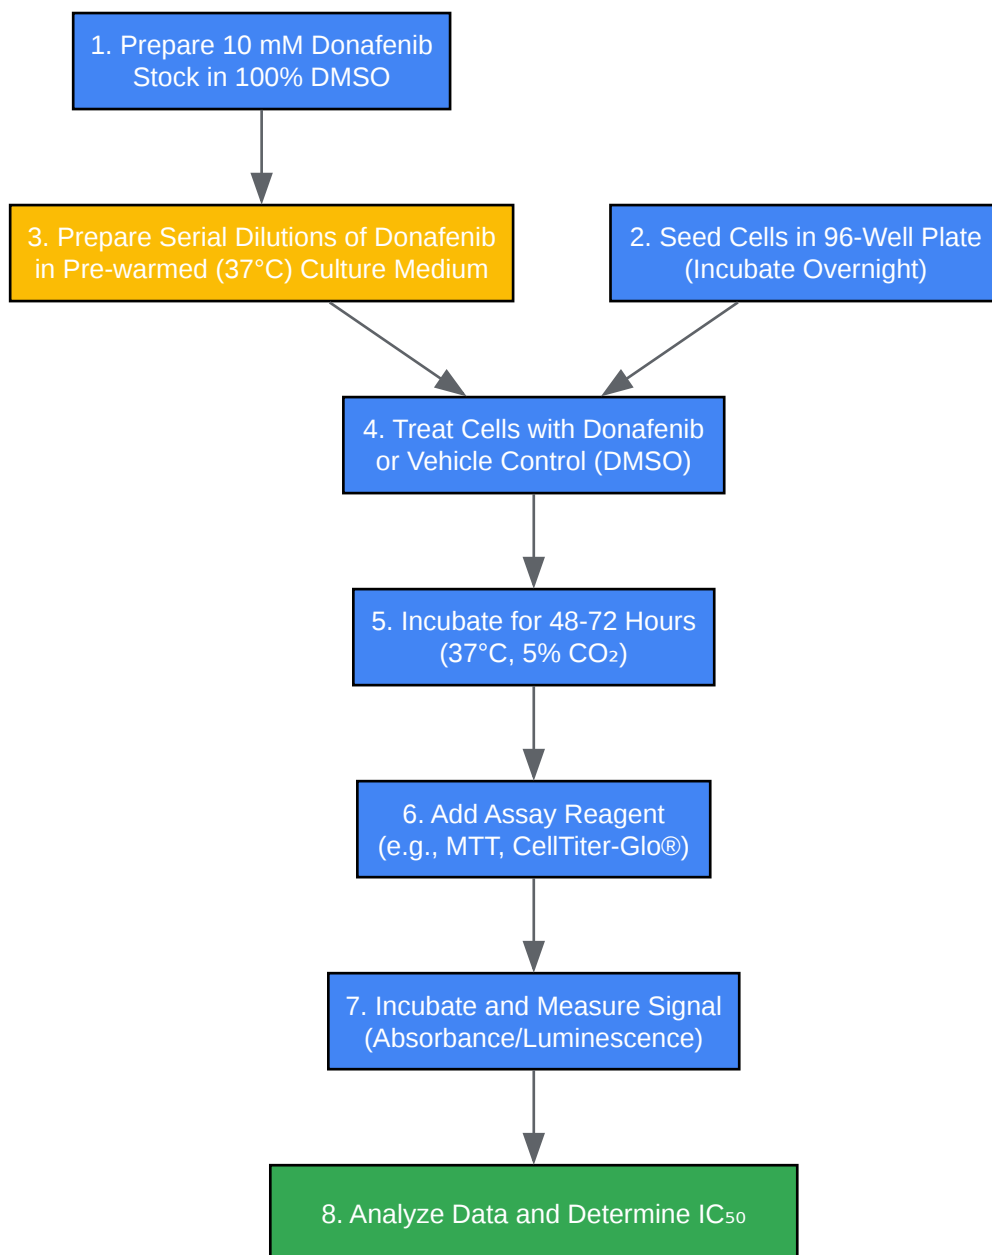 1. Prepare 10 mM Donafenib
Stock in 100% DMSO
3. Prepare Serial Dilutions of Donafenib
in Pre-warmed (37°C) Culture Medium
2. Seed Cells in 96-Well Plate
(Incubate Overnight)
4. Treat Cells with Donafenib
or Vehicle Control (DMSO)
5. Incubate for 48-72 Hours
(37°C, 5% CO₂)
6. Add Assay Reagent
(e.g., MTT, CellTiter-Glo®)
7. Incubate and Measure Signal
(Absorbance/Luminescence)
8. Analyze Data and Determine IC₅₀